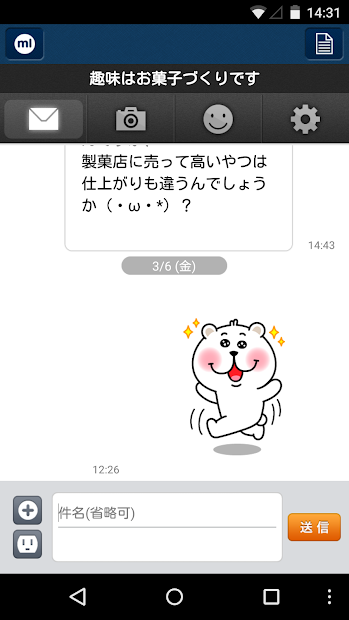 14:31
ml
趣味はお菓子づくりです
製菓店に売って高いやつは
仕上がりも違うんでしょう
か（・ω・*）？
14:43
3/6 (金)
12:26
件名(省略可)
送信